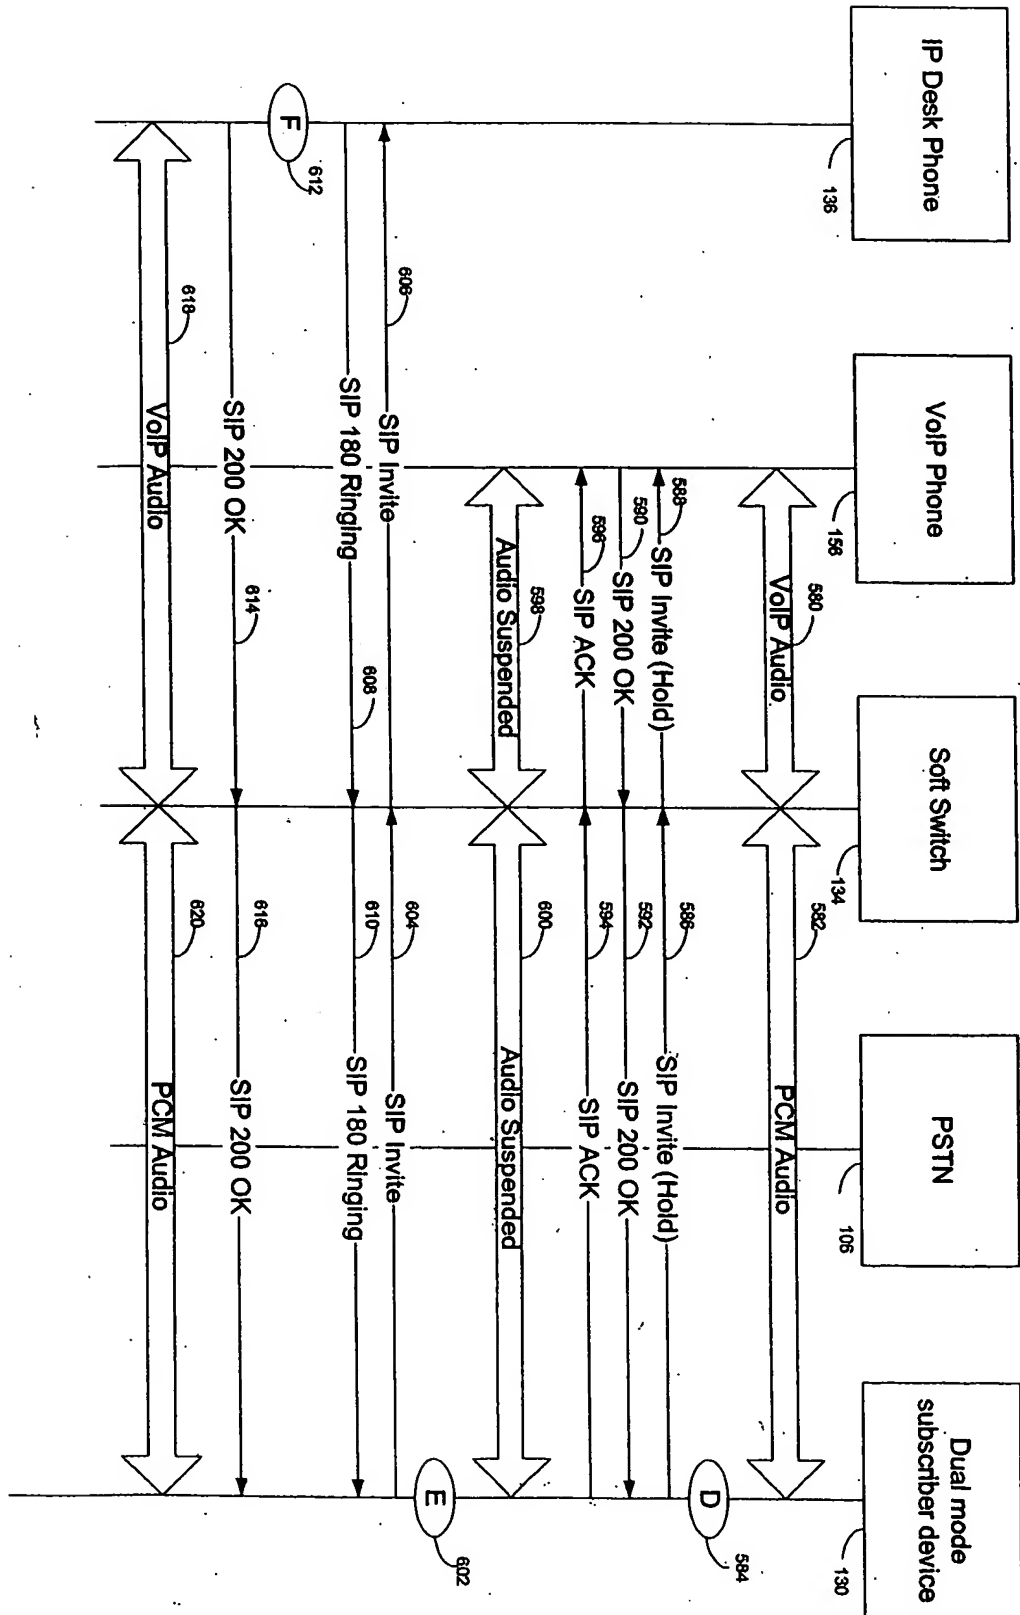 IP Desk Phone
VoIP Phone
Soft Switch
PSTN
Dual mode
subscriber device
136
156
134
106
130
580
582
VoIP Audio
PCM Audio
D
584
588
SIP Invite (Hold)
586
SIP Invite (Hold)
590
SIP 200 OK
592
SIP 200 OK
596
SIP ACK
594
SIP ACK
598
Audio Suspended
600
Audio Suspended
E
602
606
SIP Invite
604
SIP Invite
SIP 180 Ringing
608
610
SIP 180 Ringing
F
612
SIP 200 OK
614
616
SIP 200 OK
618
VoIP Audio
620
PCM Audio